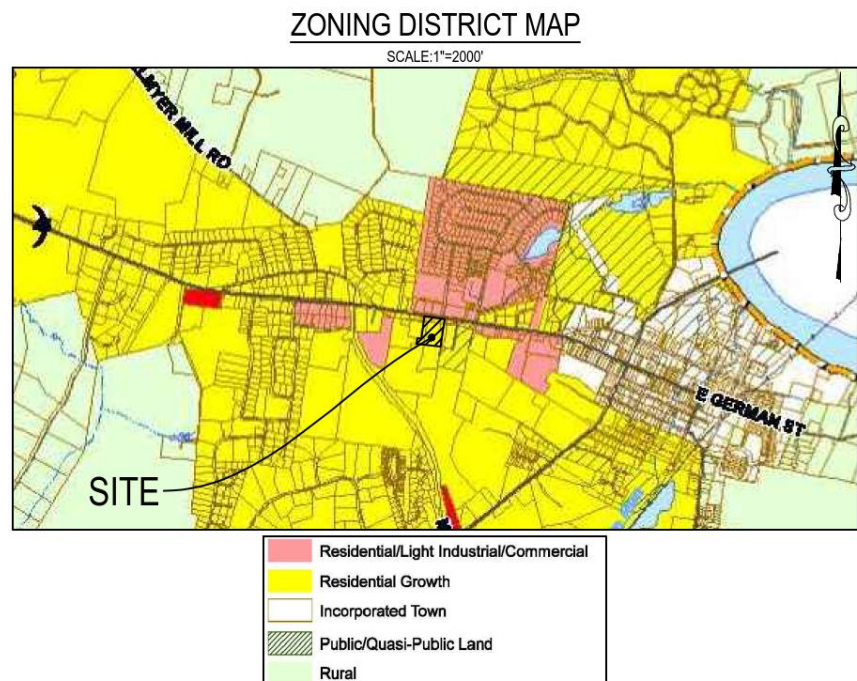 ZONING DISTRICT MAP
SCALE:1"=2000'
MYER MILL RD
E GERMAN ST
SITE
Residential/Light Industrial/Commercial
Residential Growth
Incorporated Town
Public/Quasi-Public Land
Rural